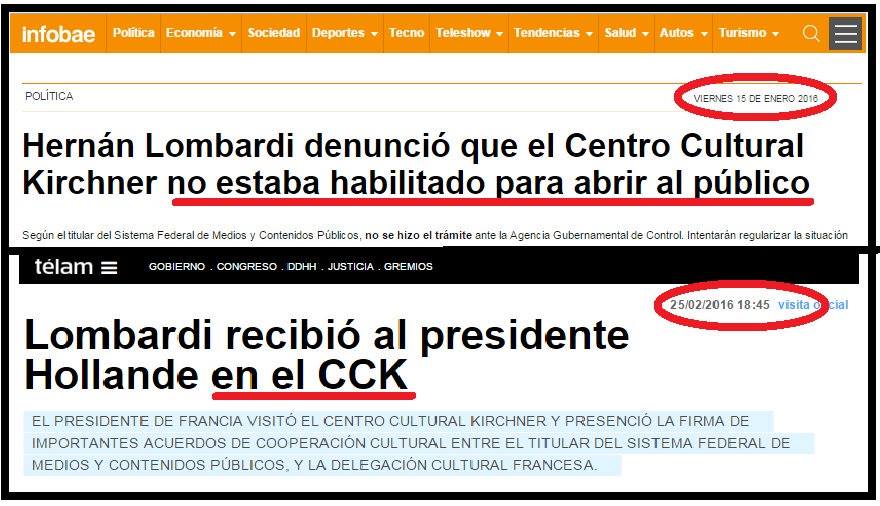 infobae Política Economía Sociedad Deportes Tecno Teleshow Tendencias Salud Autos Turismo
POLÍTICA
VIERNES 15 DE ENERO 2016
Hernán Lombardi denunció que el Centro Cultural
Kirchner no estaba habilitado para abrir al público
Según el titular del Sistema Federal de Medios y Contenidos Públicos, no se hizo el trámite ante la Agencia Gubernamental de Control. Intentarán regularizar la situación
télam GOBIERNO . CONGRESO . DDHH . JUSTICIA . GREMIOS
25/02/2016 18:45 visita oficial
Lombardi recibió al presidente
Hollande en el CCK
EL PRESIDENTE DE FRANCIA VISITÓ EL CENTRO CULTURAL KIRCHNER Y PRESENCIÓ LA FIRMA DE
IMPORTANTES ACUERDOS DE COOPERACIÓN CULTURAL ENTRE EL TITULAR DEL SISTEMA FEDERAL DE
MEDIOS Y CONTENIDOS PÚBLICOS, Y LA DELEGACIÓN CULTURAL FRANCESA.